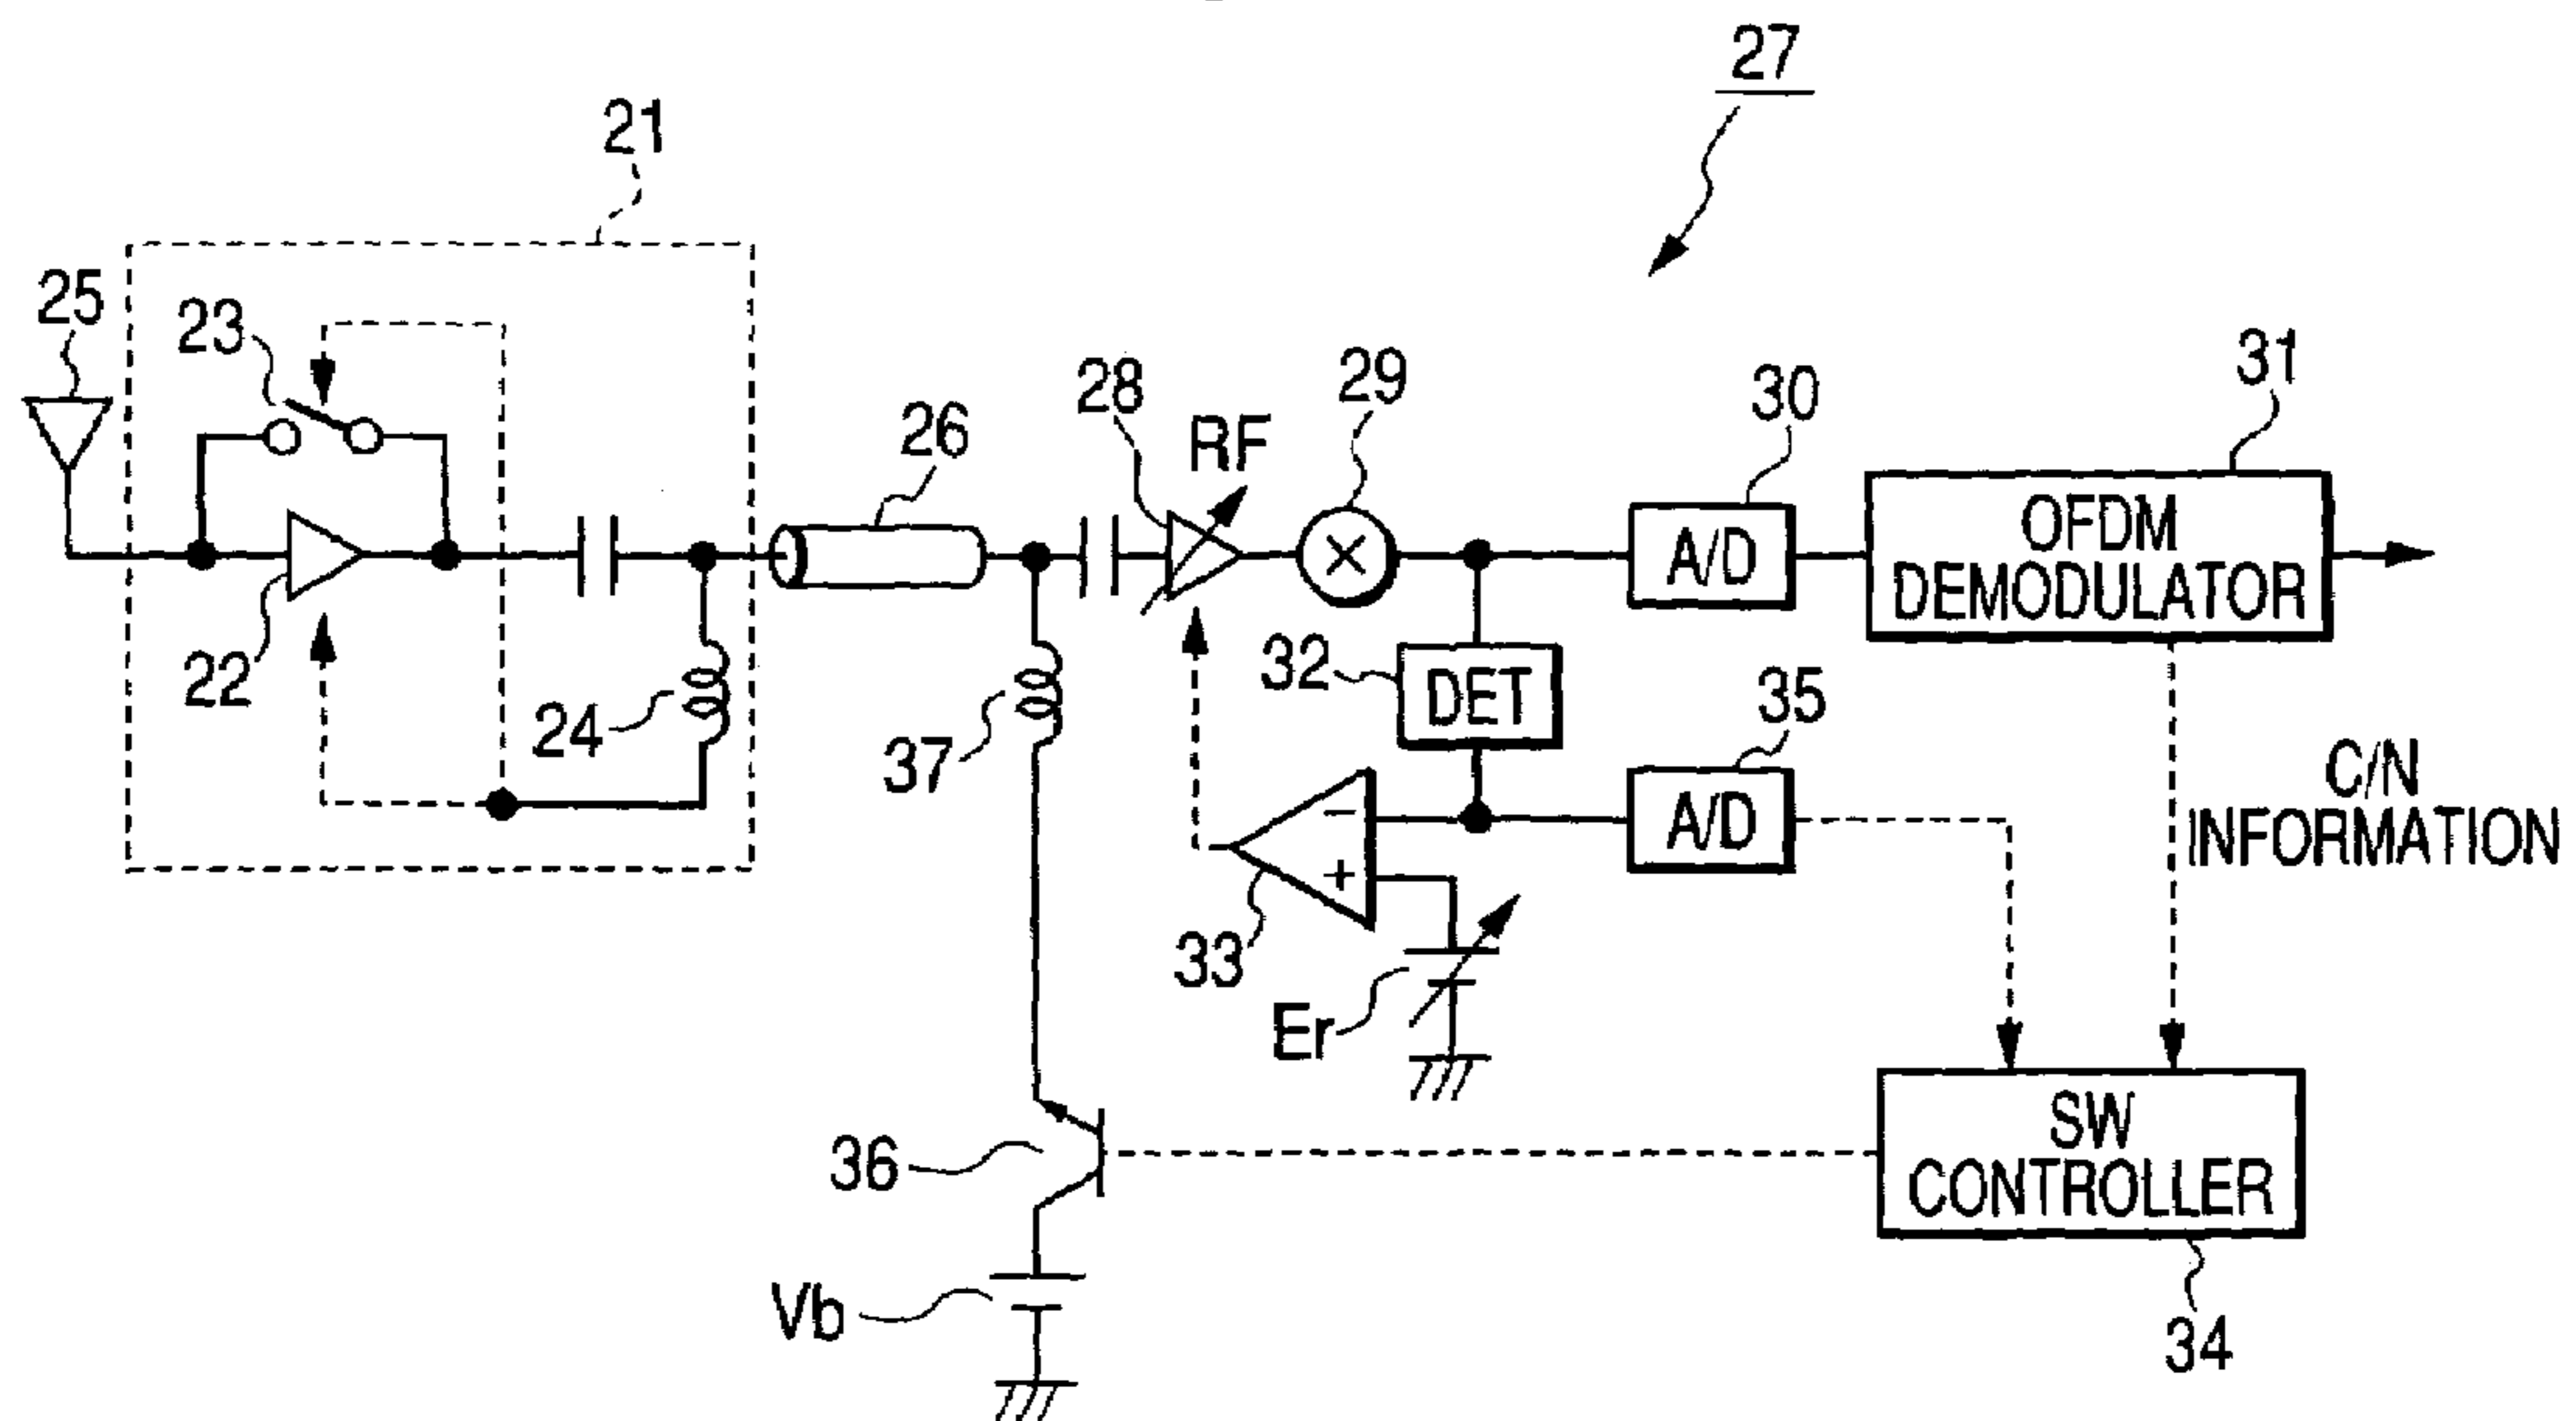 27
21
25
23
22
24
26
37
28
RF
29
30
A/D
31
OFDM
DEMODULATOR
32
DET
35
A/D
C/N
INFORMATION
−
+
33
Er
36
Vb
SW
CONTROLLER
34